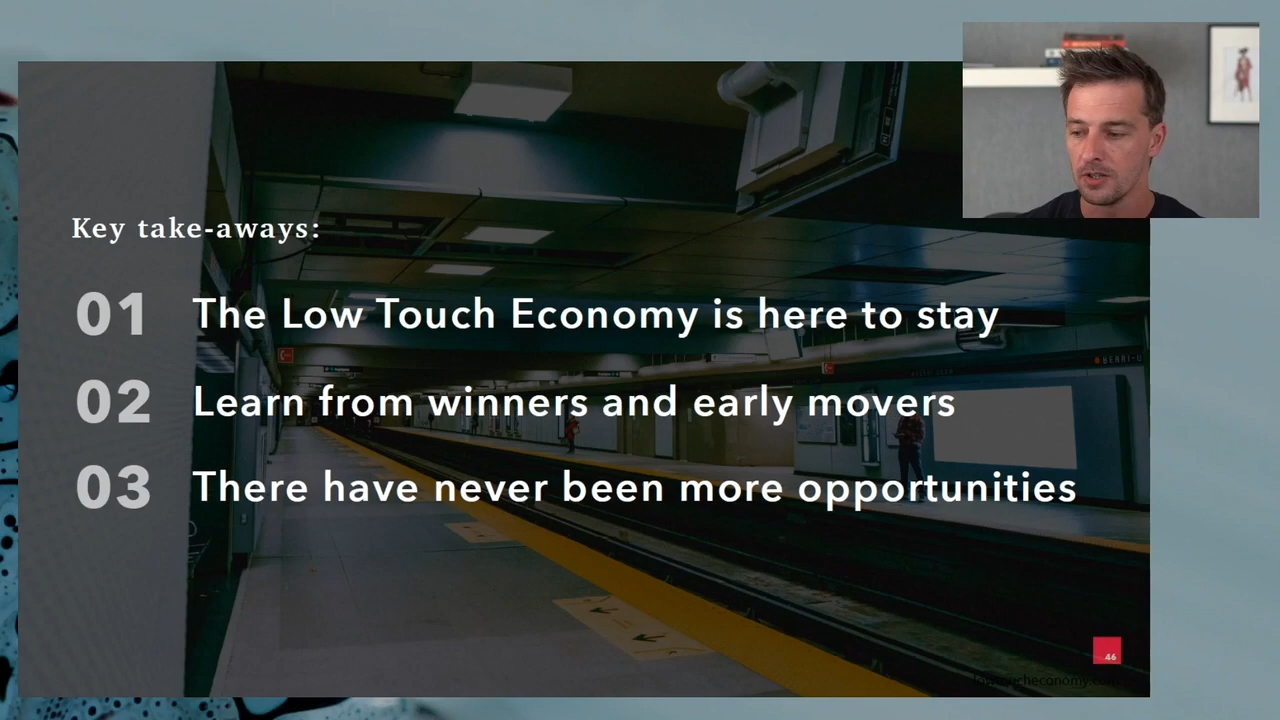 Key take-aways:
01 The Low Touch Economy is here to stay
02 Learn from winners and early movers
03 There have never been more opportunities
46